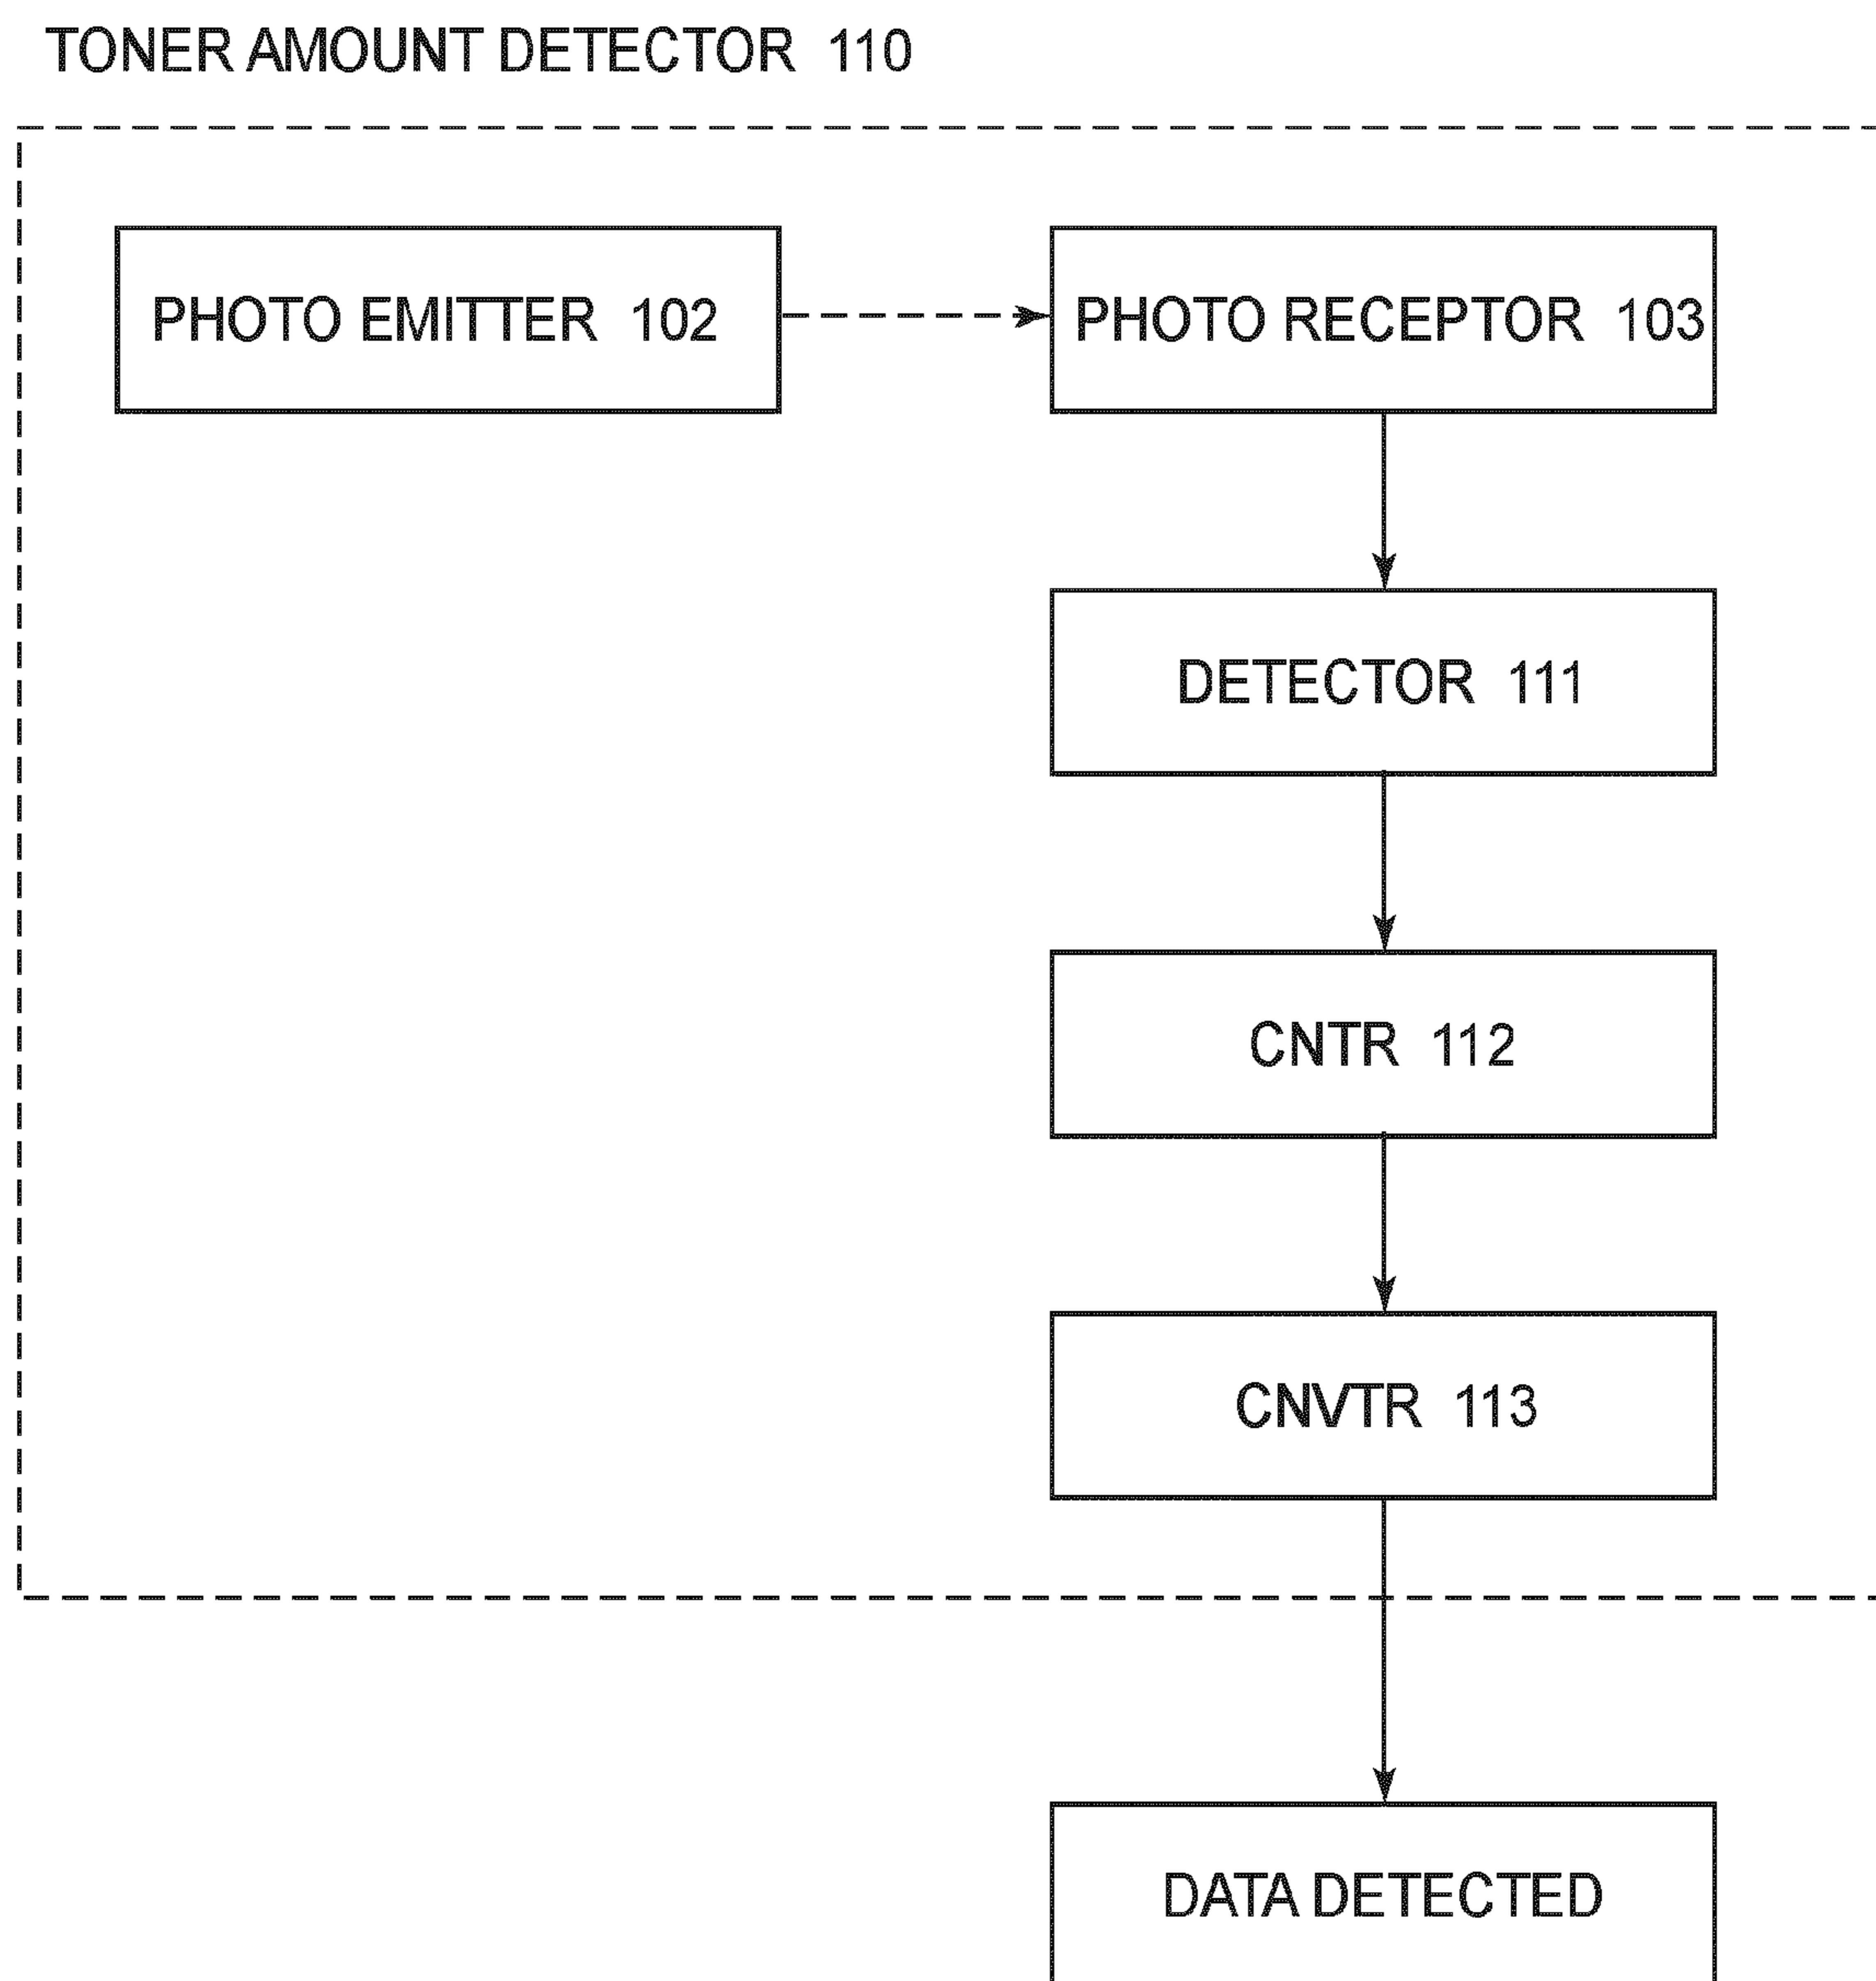 TONER AMOUNT DETECTOR 110
PHOTO EMITTER 102
PHOTO RECEPTOR 103
DETECTOR 111
CNTR 112
CNVTR 113
DATA DETECTED